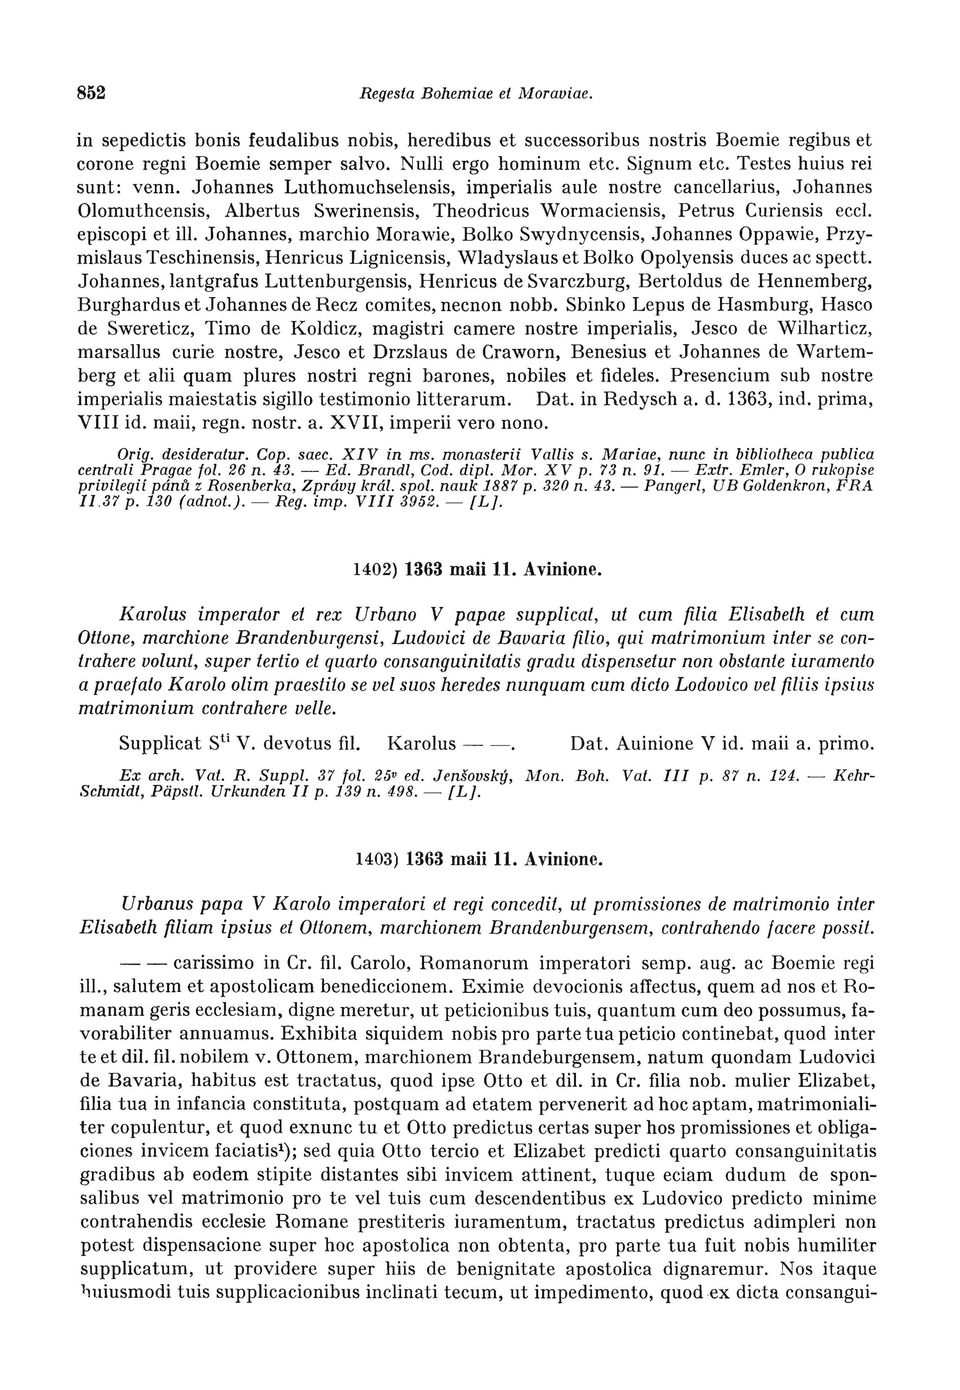 852
Regesta Bohemiae et Moraviae.
in sepedictis bonis feudalibus nobis, heredibus et successoribus nostris Boemie regibus et
corone regni Boemie semper salvo. Nulli ergo hominum etc. Signum etc. Testes huius rei
sunt: venn. Johannes Luthomuchselensis, imperialis aule nostre cancellarius, Johannes
Olomuthcensis, Albertus Swerinensis, Theodricus Wormaciensis, Petrus Curiensis eccl.
episcopi et ill. Johannes, marchio Morawie, Bolko Swydnycensis, Johannes Oppawie, Przy-
mislaus Teschinensis, Henricus Lignicensis, Wladyslaus et Bolko Opolyensis duces ac spectt.
Johannes, lantgrafus Luttenburgensis, Henricus de Svarczburg, Bertoldus de Hennemberg,
Burghardus et Johannes de Recz comites, necnon nobb. Sbinko Lepus de Hasmburg, Hasco
de Swereticz, Timo de Koldicz, magistri camere nostre imperialis, Jesco de Wilharticz,
marsallus curie nostre, Jesco et Drzslaus de Craworn, Benesius et Johannes de Wartem-
berg et alii quam plures nostri regni barones, nobiles et fideles. Presencium sub nostre
imperialis maiestatis sigillo testimonio litterarum. Dat. in Redysch a. d. 1363, ind. prima,
VIII id. maii, regn. nostr. a. XVII, imperii vero nono.
Orig. desideratur. Cop. saec. XIV in ms. monasterii Vallis s. Mariae, nunc in bibliotheca publica
centrali Pragae fol. 26 n. 43. — Ed. Brandl, Cod. dipl. Mor. XV p. 73 n. 91. — Extr. Emler, O rukopise
privilegií pánů z Rosenberka, Zprávy král. spol. nauk 1887 p. 320 n. 43. — Pangerl, UB Goldenkron, FRA
II.37 p. 130 (adnot.). — Reg. imp. VIII 3952. — [L].
1402) 1363 maii 11. Avinione.
Karolus imperator et rex Urbano V papae supplicat, ut cum filia Elisabeth et cum
Ottone, marchione Brandenburgensi, Ludovici de Bavaria filio, qui matrimonium inter se con-
trahere volunt, super tertio et quarto consanguinitatis gradu dispensetur non obstante iuramento
a praefato Karolo olim praestito se vel suos heredes nunquam cum dicto Lodovico vel filiis ipsius
matrimonium contrahere velle.
Supplicat Sti V. devotus fil. Karolus — —. Dat. Auinione V id. maii a. primo.
Ex arch. Vat. R. Suppl. 37 fol. 25v ed. Jenšovský, Mon. Boh. Vat. III p. 87 n. 124. — Kehr-
Schmidt, Päpstl. Urkunden II p. 139 n. 498. — [L].
1403) 1363 maii 11. Avinione.
Urbanus papa V Karolo imperatori et regi concedit, ut promissiones de matrimonio inter
Elisabeth filiam ipsius et Ottonem, marchionem Brandenburgensem, contrahendo facere possit.
— — carissimo in Cr. fil. Carolo, Romanorum imperatori semp. aug. ac Boemie regi
ill., salutem et apostolicam benediccionem. Eximie devocionis affectus, quem ad nos et Ro-
manam geris ecclesiam, digne meretur, ut peticionibus tuis, quantum cum deo possumus, fa-
vorabiliter annuamus. Exhibita siquidem nobis pro parte tua peticio continebat, quod inter
te et dil. fil. nobilem v. Ottonem, marchionem Brandeburgensem, natum quondam Ludovici
de Bavaria, habitus est tractatus, quod ipse Otto et dil. in Cr. filia nob. mulier Elizabet,
filia tua in infancia constituta, postquam ad etatem pervenerit ad hoc aptam, matrimoniali-
ter copulentur, et quod exnunc tu et Otto predictus certas super hos promissiones et obliga-
ciones invicem faciatis¹); sed quia Otto tercio et Elizabet predicti quarto consanguinitatis
gradibus ab eodem stipite distantes sibi invicem attinent, tuque eciam dudum de spon-
salibus vel matrimonio pro te vel tuis cum descendentibus ex Ludovico predicto minime
contrahendis ecclesie Romane prestiteris iuramentum, tractatus predictus adimpleri non
potest dispensacione super hoc apostolica non obtenta, pro parte tua fuit nobis humiliter
supplicatum, ut providere super hiis de benignitate apostolica dignaremur. Nos itaque
huiusmodi tuis supplicacionibus inclinati tecum, ut impedimento, quod ex dicta consangui-